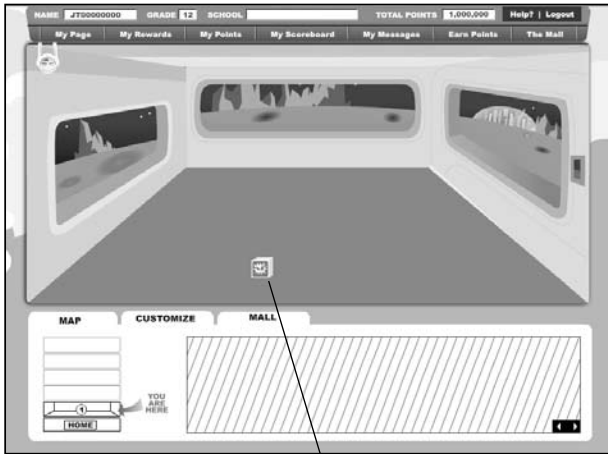 NAME JTS0000000 GRADE 12 SCHOOL TOTAL POINTS 1,000,000 Help? | Logout
My Page My Rewards My Points My Scoreboard My Messages Earn Points The Mall
MAP CUSTOMIZE MALL
1
YOU
ARE
HERE
HOME